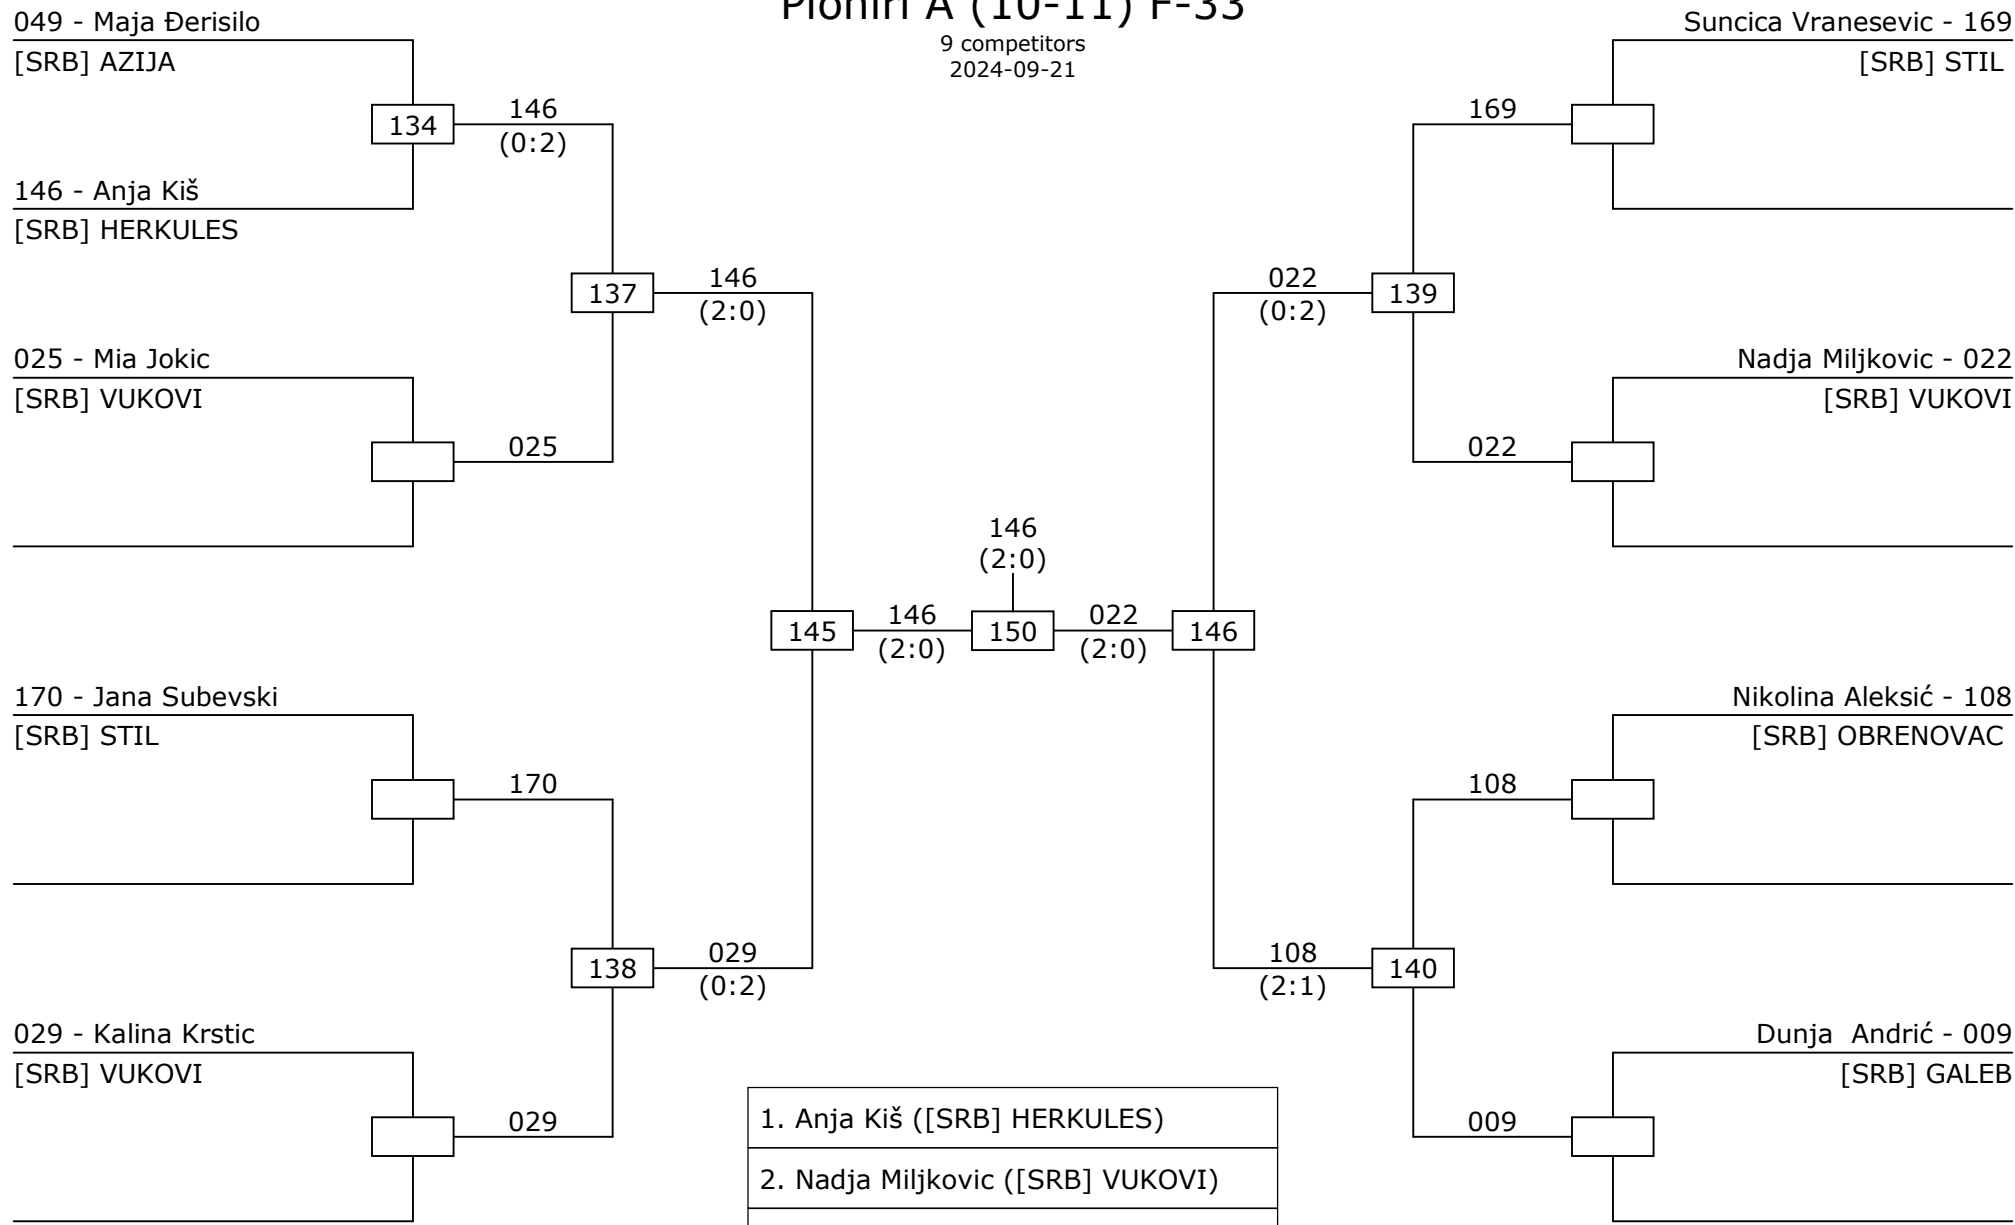 Pioniri A (10-11) F-33
9 competitors
2024-09-21
049 - Maja Đerisilo
[SRB] AZIJA
134
146
(0:2)
146 - Anja Kiš
[SRB] HERKULES
137
146
(2:0)
025 - Mia Jokic
[SRB] VUKOVI
025
170 - Jana Subevski
[SRB] STIL
170
138
029
(0:2)
029 - Kalina Krstic
[SRB] VUKOVI
029
145
146
(2:0)
146
(2:0)
150
022
(2:0)
146
Suncica Vranesevic - 169
[SRB] STIL
169
022
(0:2)
139
Nadja Miljkovic - 022
[SRB] VUKOVI
022
Nikolina Aleksić - 108
[SRB] OBRENOVAC
108
108
(2:1)
140
Dunja  Andrić - 009
[SRB] GALEB
009
1. Anja Kiš ([SRB] HERKULES)
2. Nadja Miljkovic ([SRB] VUKOVI)